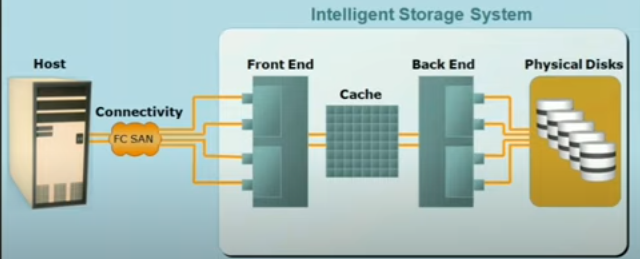 Intelligent Storage System
Host
Front End
Back End
Physical Disks
Cache
Connectivity
FC SAN